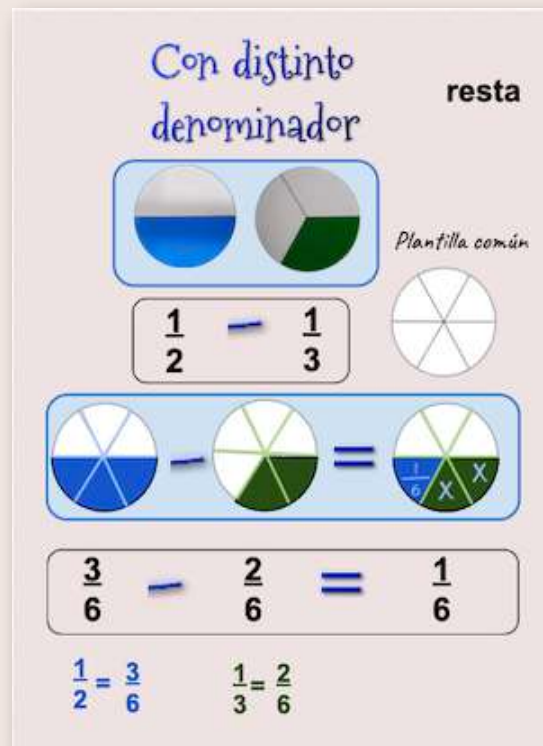 Con distinto
denominador
resta
Plantilla común
1/2 - 1/3
1/6 X X
- =
3/6 - 2/6 = 1/6
1/2 = 3/6
1/3 = 2/6